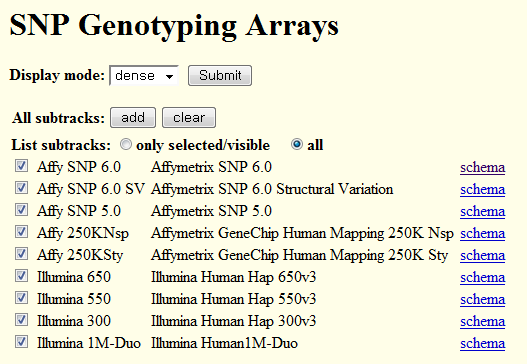 SNP Genotyping Arrays
Display mode: dense Submit
All subtracks: add clear
List subtracks: only selected/visible all
Affy SNP 6.0 Affymetrix SNP 6.0 schema
Affy SNP 6.0 SV Affymetrix SNP 6.0 Structural Variation schema
Affy SNP 5.0 Affymetrix SNP 5.0 schema
Affy 250KNsp Affymetrix GeneChip Human Mapping 250K Nsp schema
Affy 250KSty Affymetrix GeneChip Human Mapping 250K Sty schema
Illumina 650 Illumina Human Hap 650v3 schema
Illumina 550 Illumina Human Hap 550v3 schema
Illumina 300 Illumina Human Hap 300v3 schema
Illumina 1M-Duo Illumina Human1M-Duo schema